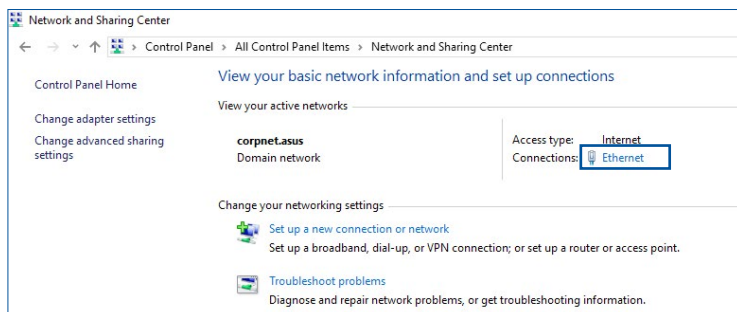 Network and Sharing Center
Control Panel > All Control Panel Items > Network and Sharing Center
Control Panel Home
Change adapter settings
Change advanced sharing
settings
View your basic network information and set up connections
View your active networks
corpnet.asus
Domain network
Access type: Internet
Connections: Ethernet
Change your networking settings
Set up a new connection or network
Set up a broadband, dial-up, or VPN connection; or set up a router or access point.
Troubleshoot problems
Diagnose and repair network problems, or get troubleshooting information.